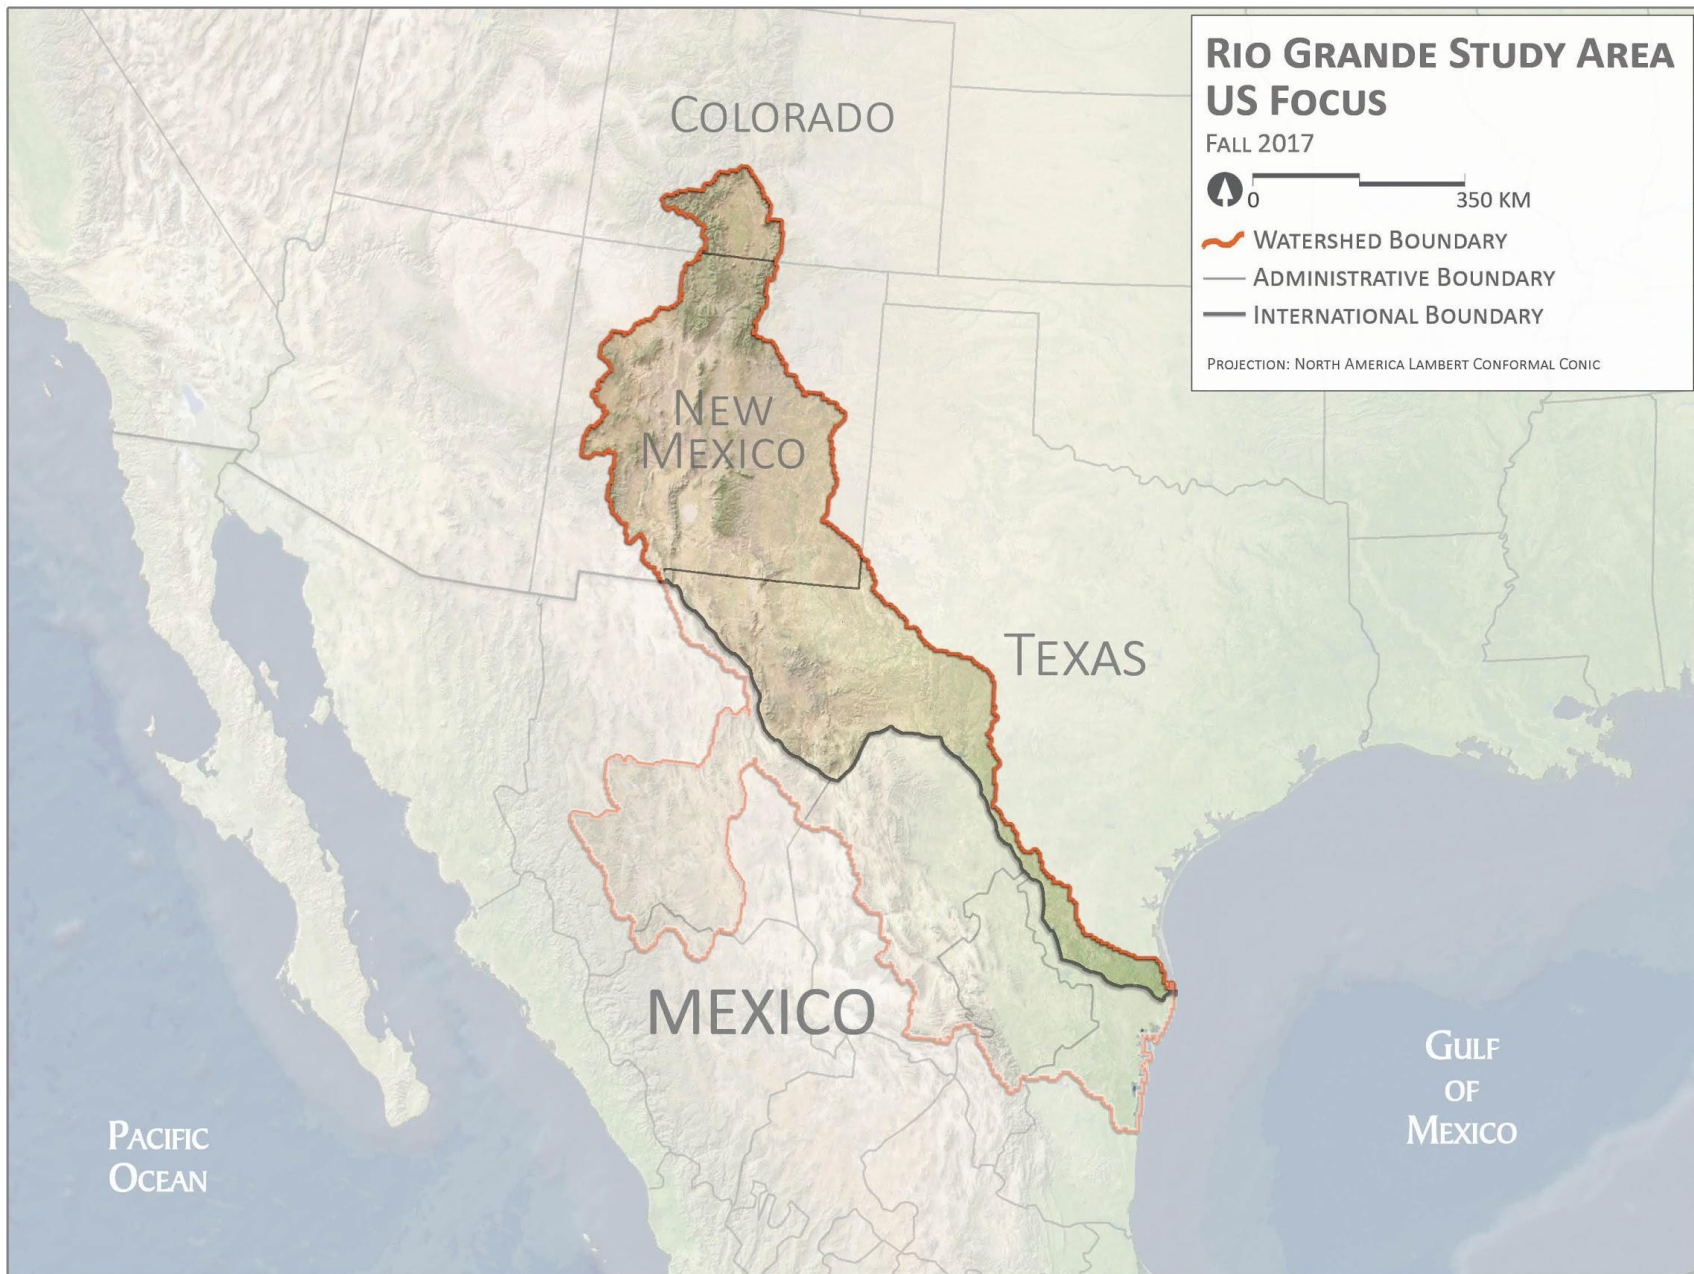 Rio Grande Study Area
US Focus
Fall 2017
0 350 KM
Watershed Boundary
Administrative Boundary
International Boundary
Projection: North America Lambert Conformal Conic
Colorado
New
Mexico
Texas
MEXICO
Pacific
Ocean
Gulf
of
Mexico